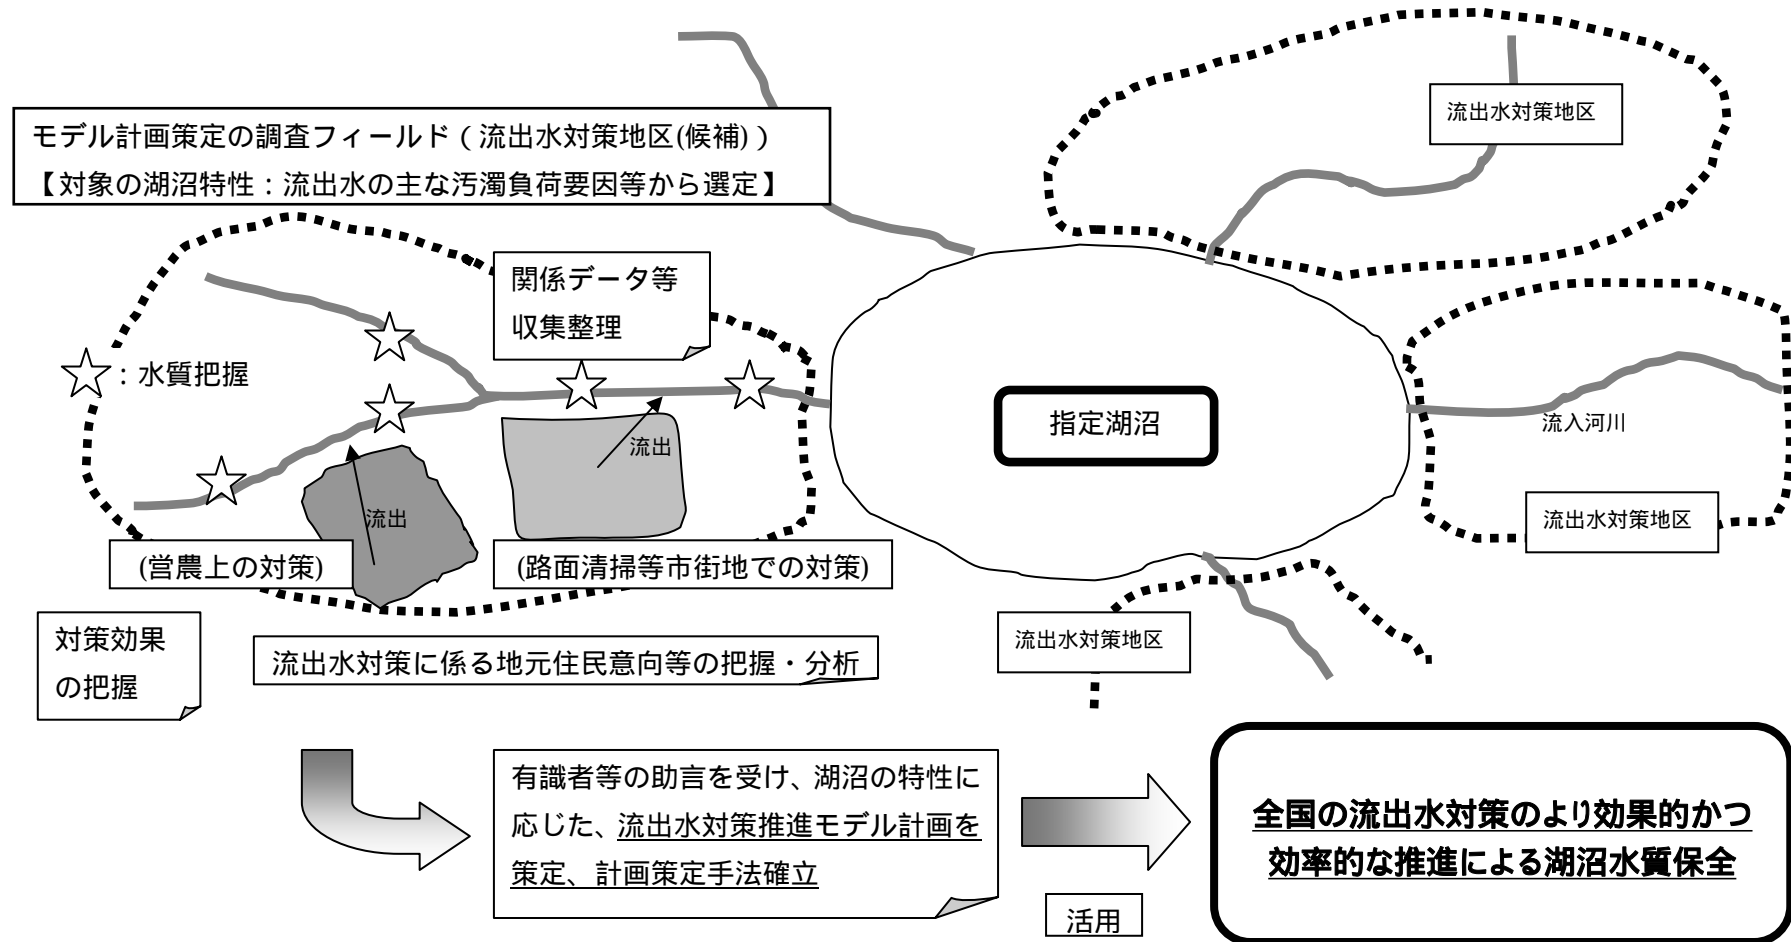 モデル計画策定の調査フィールド（流出水対策地区(候補)）
【対象の湖沼特性：流出水の主な汚濁負荷要因等から選定】
流出水対策地区
関係データ等
収集整理
☆：水質把握
指定湖沼
流入河川
流出
流出
流出水対策地区
(営農上の対策)
(路面清掃等市街地での対策)
対策効果
の把握
流出水対策に係る地元住民意向等の把握・分析
流出水対策地区
有識者等の助言を受け、湖沼の特性に
応じた、流出水対策推進モデル計画を
策定、計画策定手法確立
活用
全国の流出水対策のより効果的かつ
効率的な推進による湖沼水質保全